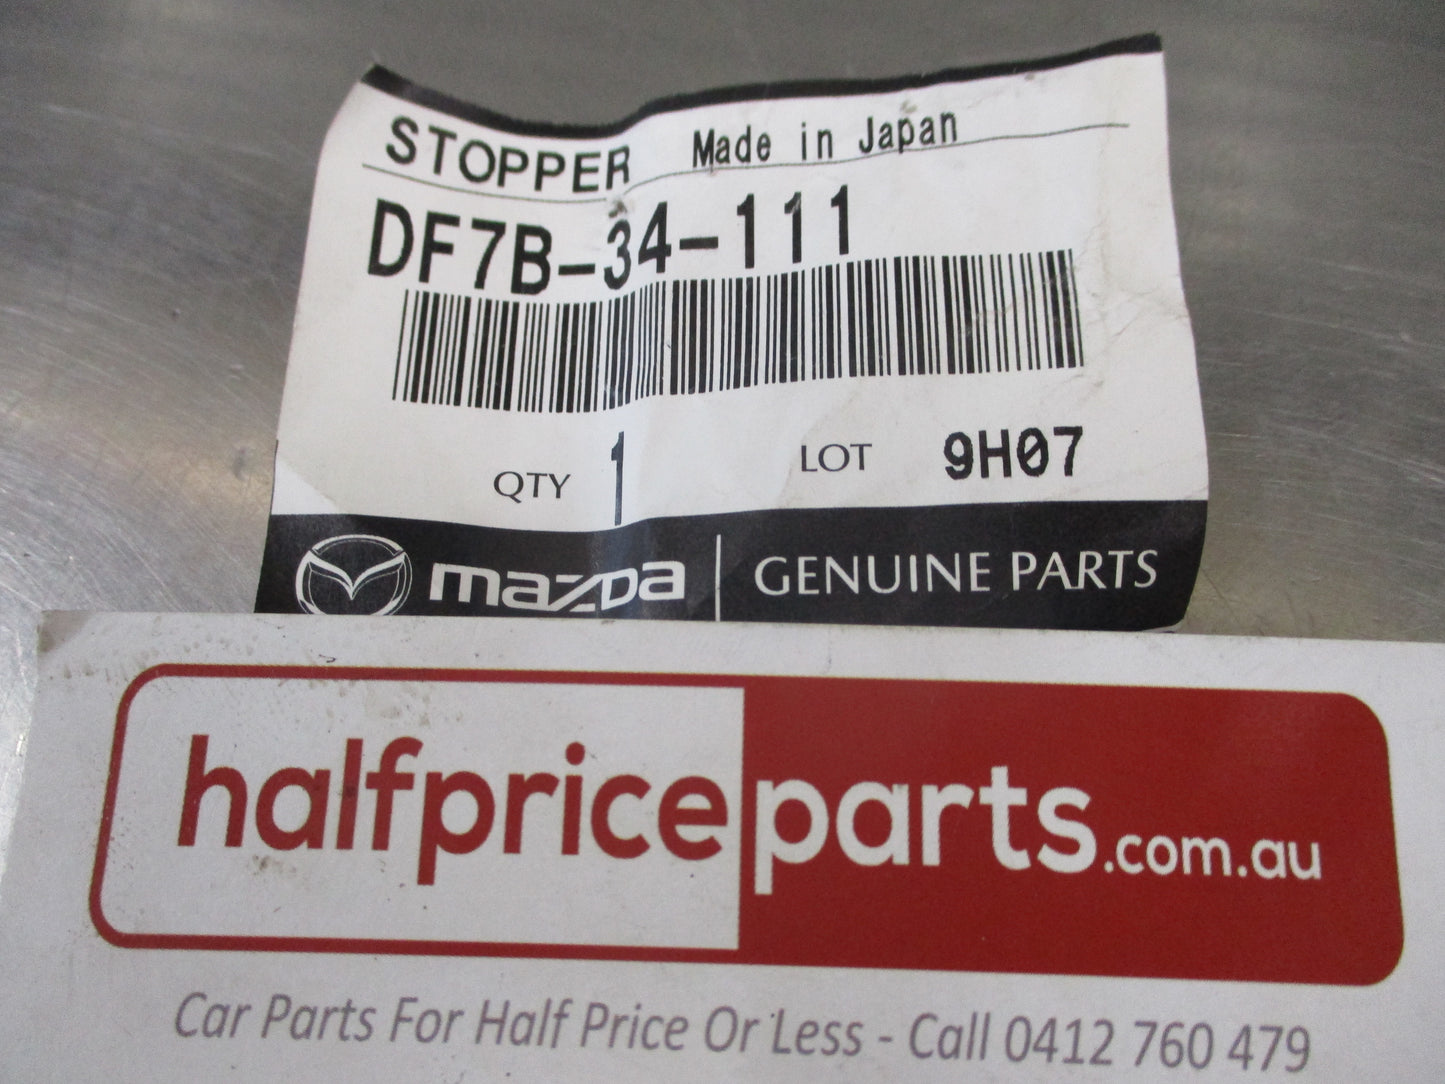 STOPPER Made in Japan
DF7B-34-111
QTY 1 LOT 9H07
mazda GENUINE PARTS
halfpriceparts.com.au
Car Parts For Half Price Or Less - Call 0412 760 479